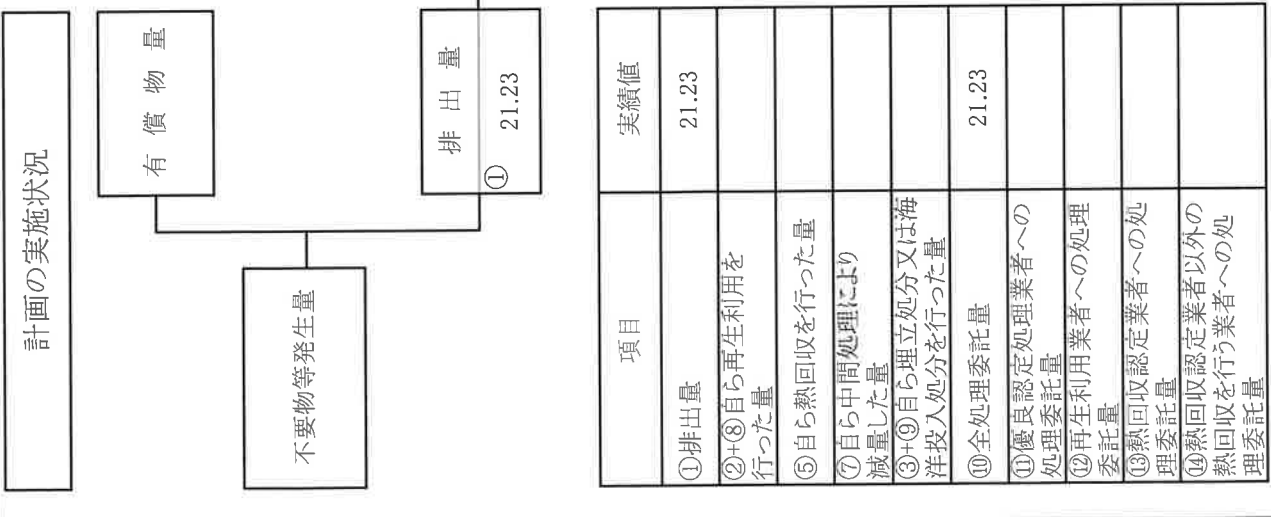 計画の実施状況
有償物量
不要物等発生量
排出量
①
21.23
項目
実績値
①排出量
21.23
②+⑧自ら再生利用を
行った量
⑤自ら熱回収を行った量
⑦自ら中間処理により
減量した量
③+⑨自ら埋立処分又は海
洋投入処分を行った量
⑩全処理委託量
21.23
⑪優良認定処理業者への
処理委託量
⑫再生利用業者への処理
委託量
⑬熱回収認定業者への処
理委託量
⑭熱回収認定業者以外の
熱回収を行う業者への処
理委託量